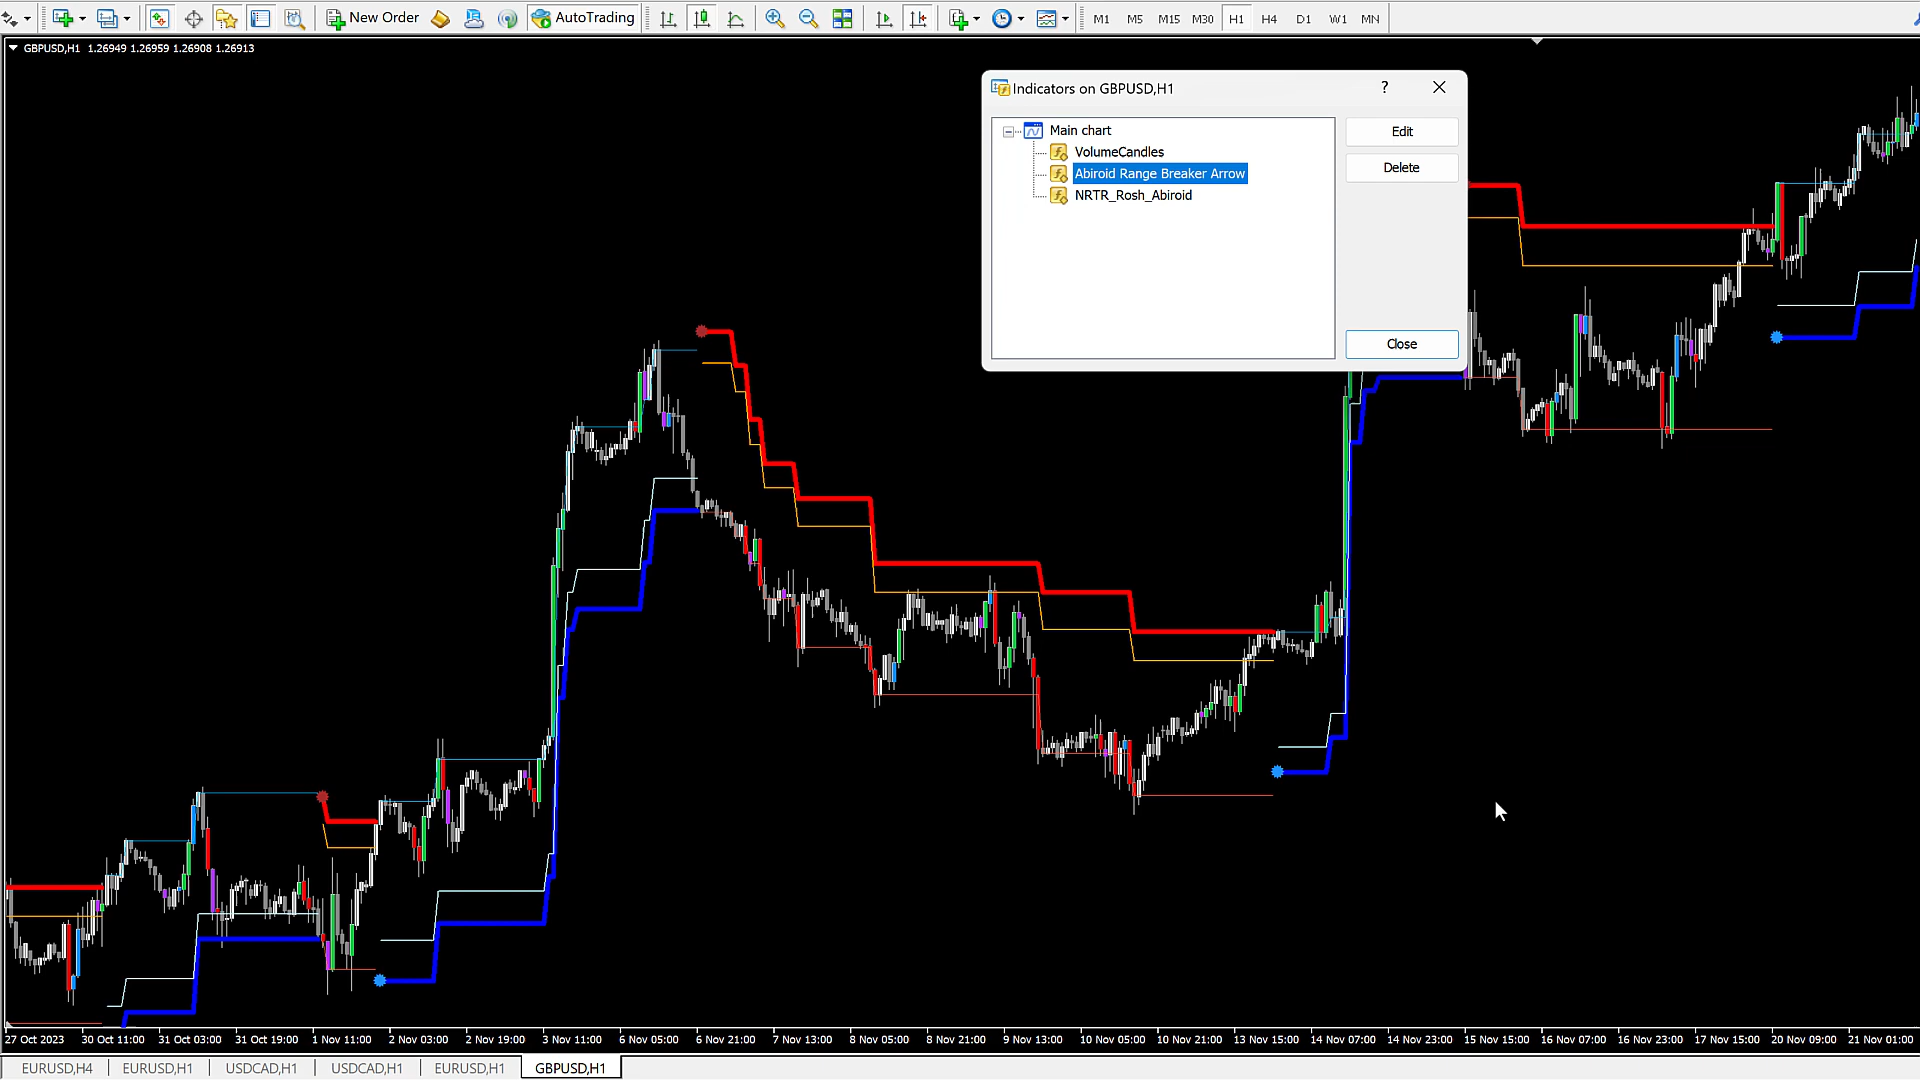 New Order
AutoTrading
M1 M5 M15 M30 H1 H4 D1 W1 MN
GBPUSD,H1 1.26949 1.26959 1.26908 1.26913
Indicators on GBPUSD,H1
?
Main chart
VolumeCandles
Abiroid Range Breaker Arrow
NRTR_Rosh_Abiroid
Edit
Delete
Close
27 Oct 2023 30 Oct 11:00 31 Oct 03:00 31 Oct 19:00 1 Nov 11:00 2 Nov 03:00 2 Nov 19:00 3 Nov 11:00 6 Nov 05:00 6 Nov 21:00 7 Nov 13:00 8 Nov 05:00 8 Nov 21:00 9 Nov 13:00 10 Nov 05:00 10 Nov 21:00 13 Nov 15:00 14 Nov 07:00 14 Nov 23:00 15 Nov 15:00 16 Nov 07:00 16 Nov 23:00 17 Nov 15:00 20 Nov 09:00 21 Nov 01:00
EURUSD,H4 EURUSD,H1 USDCAD,H1 USDCAD,H1 EURUSD,H1 GBPUSD,H1